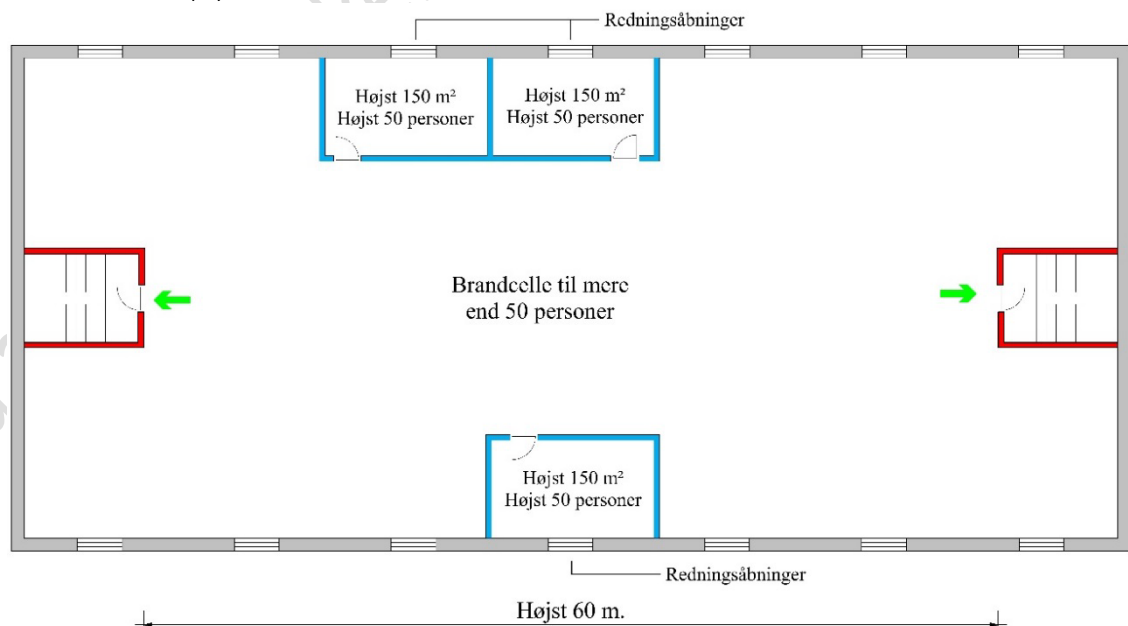 Redningsåbninger
Højst 150 m²
Højst 50 personer
Højst 150 m²
Højst 50 personer
Brandcelle til mere
end 50 personer
Højst 150 m²
Højst 50 personer
Redningsåbninger
Højst 60 m.